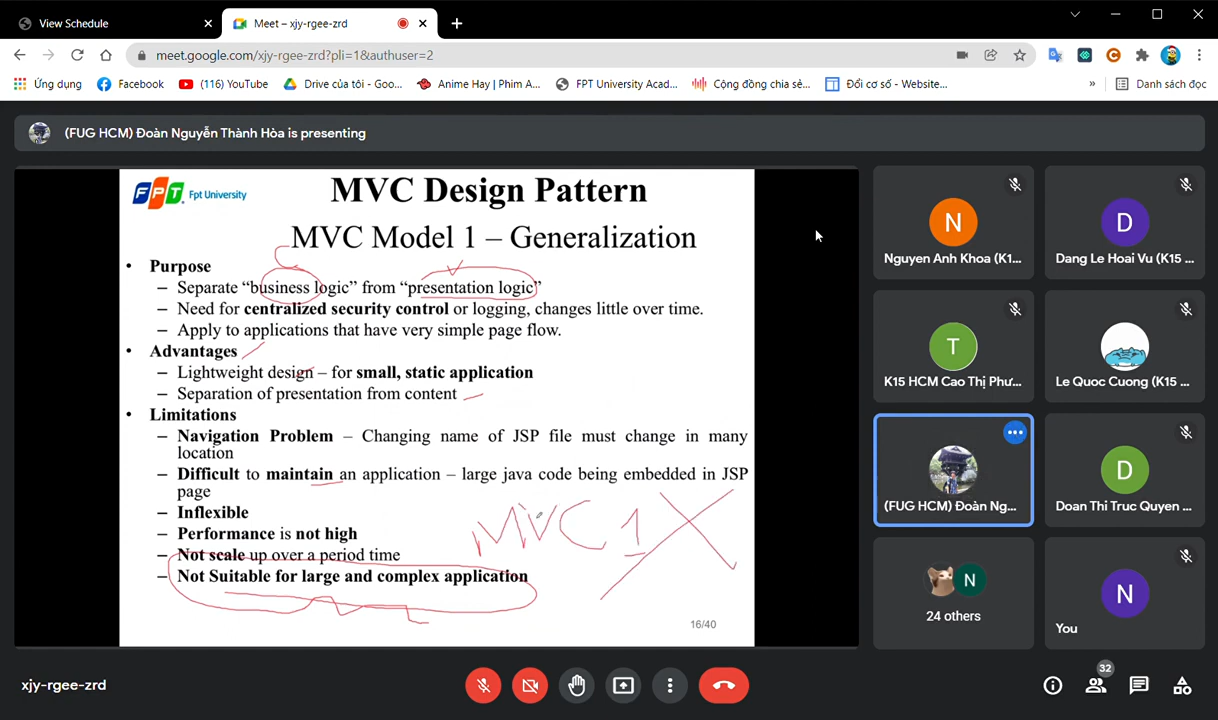 View Schedule
Meet – xjy-rgee-zrd
meet.google.com/xjy-rgee-zrd?pli=1&authuser=2
Ứng dụng
Facebook
(116) YouTube
Drive của tôi - Goo...
Anime Hay | Phim A...
FPT University Acad...
Cộng đồng chia sẻ...
Đổi cơ số - Website...
»
Danh sách đọc
(FUG HCM) Đoàn Nguyễn Thành Hòa is presenting
FPT Fpt University
MVC Design Pattern
MVC Model 1 – Generalization
• Purpose
– Separate “business logic” from “presentation logic”
– Need for centralized security control or logging, changes little over time.
– Apply to applications that have very simple page flow.
• Advantages
– Lightweight design – for small, static application
– Separation of presentation from content
• Limitations
– Navigation Problem – Changing name of JSP file must change in many
location
– Difficult to maintain an application – large java code being embedded in JSP
page
– Inflexible
– Performance is not high
– Not scale up over a period time
– Not Suitable for large and complex application
MVC 1
16/40
N
Nguyen Anh Khoa (K1...
D
Dang Le Hoai Vu (K15 ...
T
K15 HCM Cao Thị Phư...
Le Quoc Cuong (K15 ...
(FUG HCM) Đoàn Ng...
D
Doan Thi Truc Quyen ...
N
24 others
N
You
xjy-rgee-zrd
32